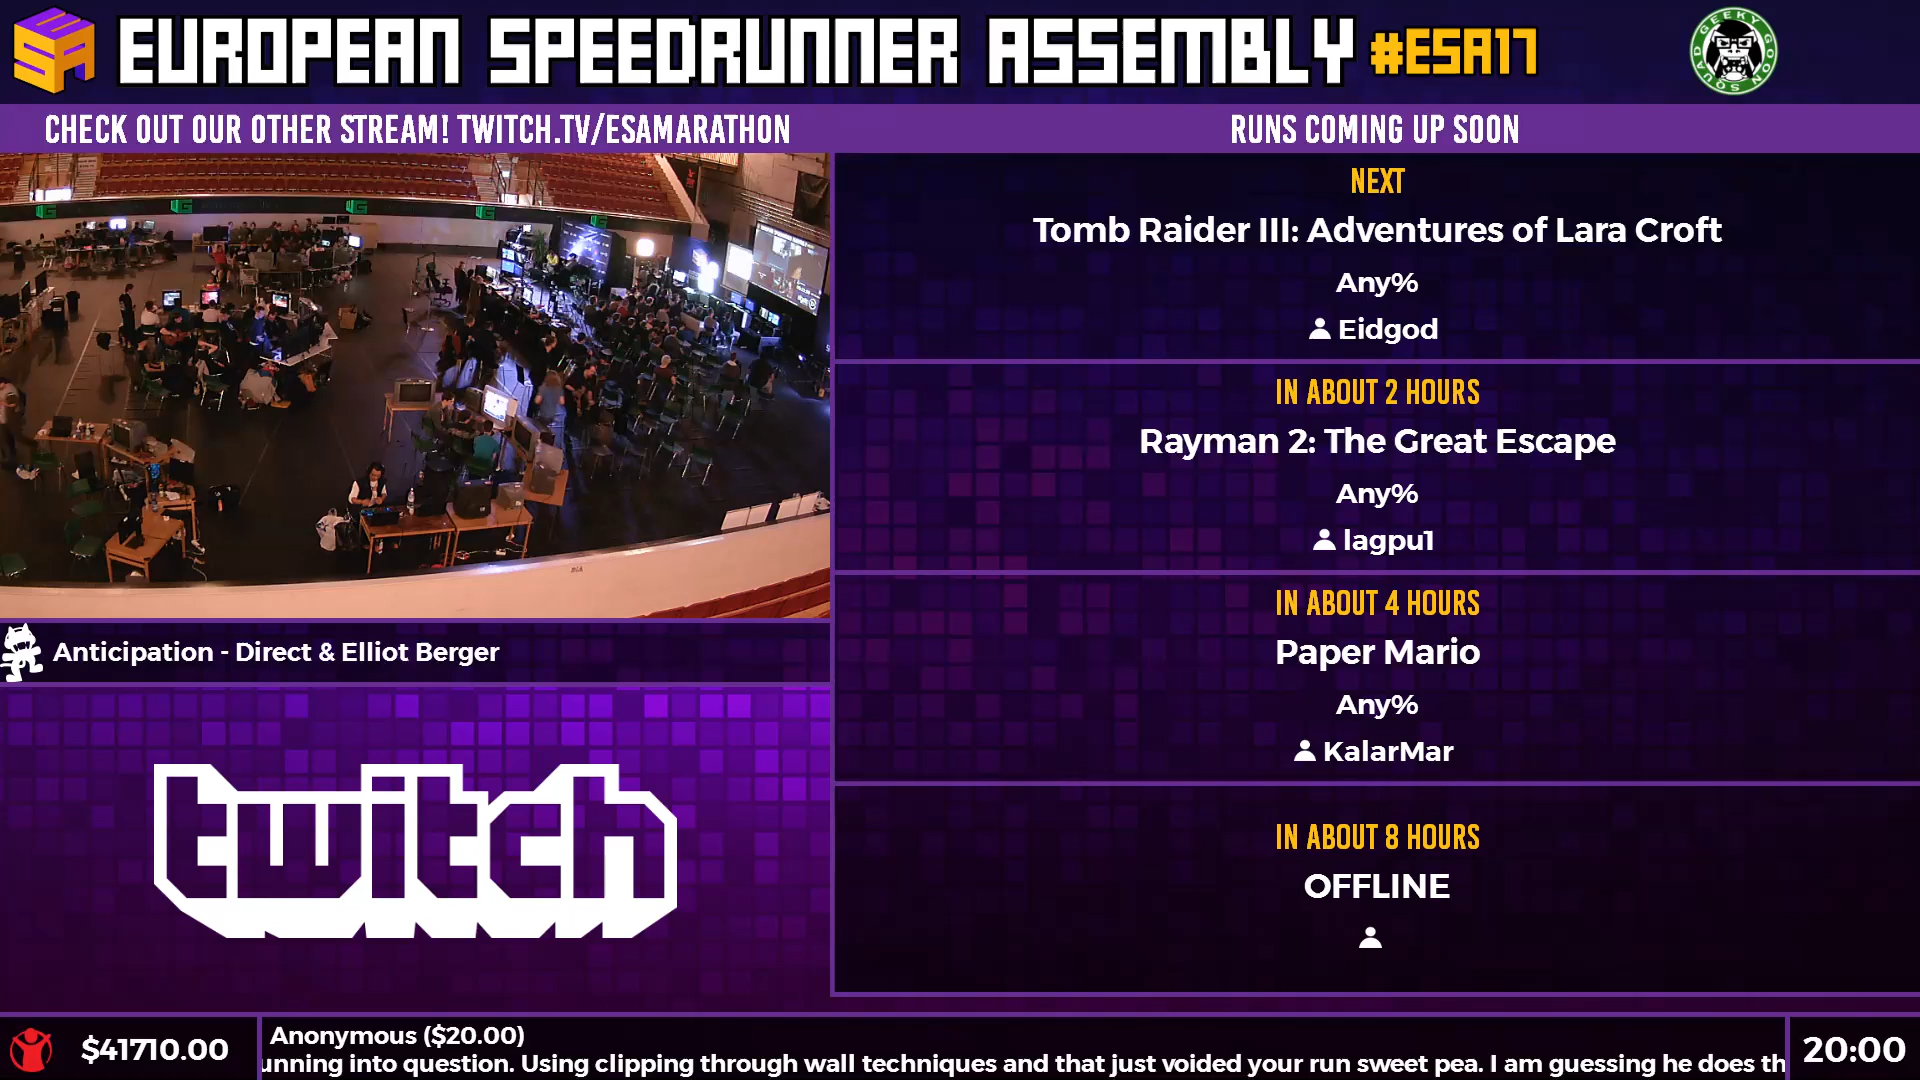 EUROPEAN SPEEDRUNNER ASSEMBLY #ESA17
GEEKY GOON SQUAD
CHECK OUT OUR OTHER STREAM! TWITCH.TV/ESAMARATHON
RUNS COMING UP SOON
NEXT
Tomb Raider III: Adventures of Lara Croft
Any%
Eidgod
IN ABOUT 2 HOURS
Rayman 2: The Great Escape
Any%
lagpu1
IN ABOUT 4 HOURS
Paper Mario
Any%
KalarMar
IN ABOUT 8 HOURS
OFFLINE
Anticipation - Direct & Elliot Berger
twitch
$41710.00
Anonymous ($20.00)
unning into question. Using clipping through wall techniques and that just voided your run sweet pea. I am guessing he does th
20:00